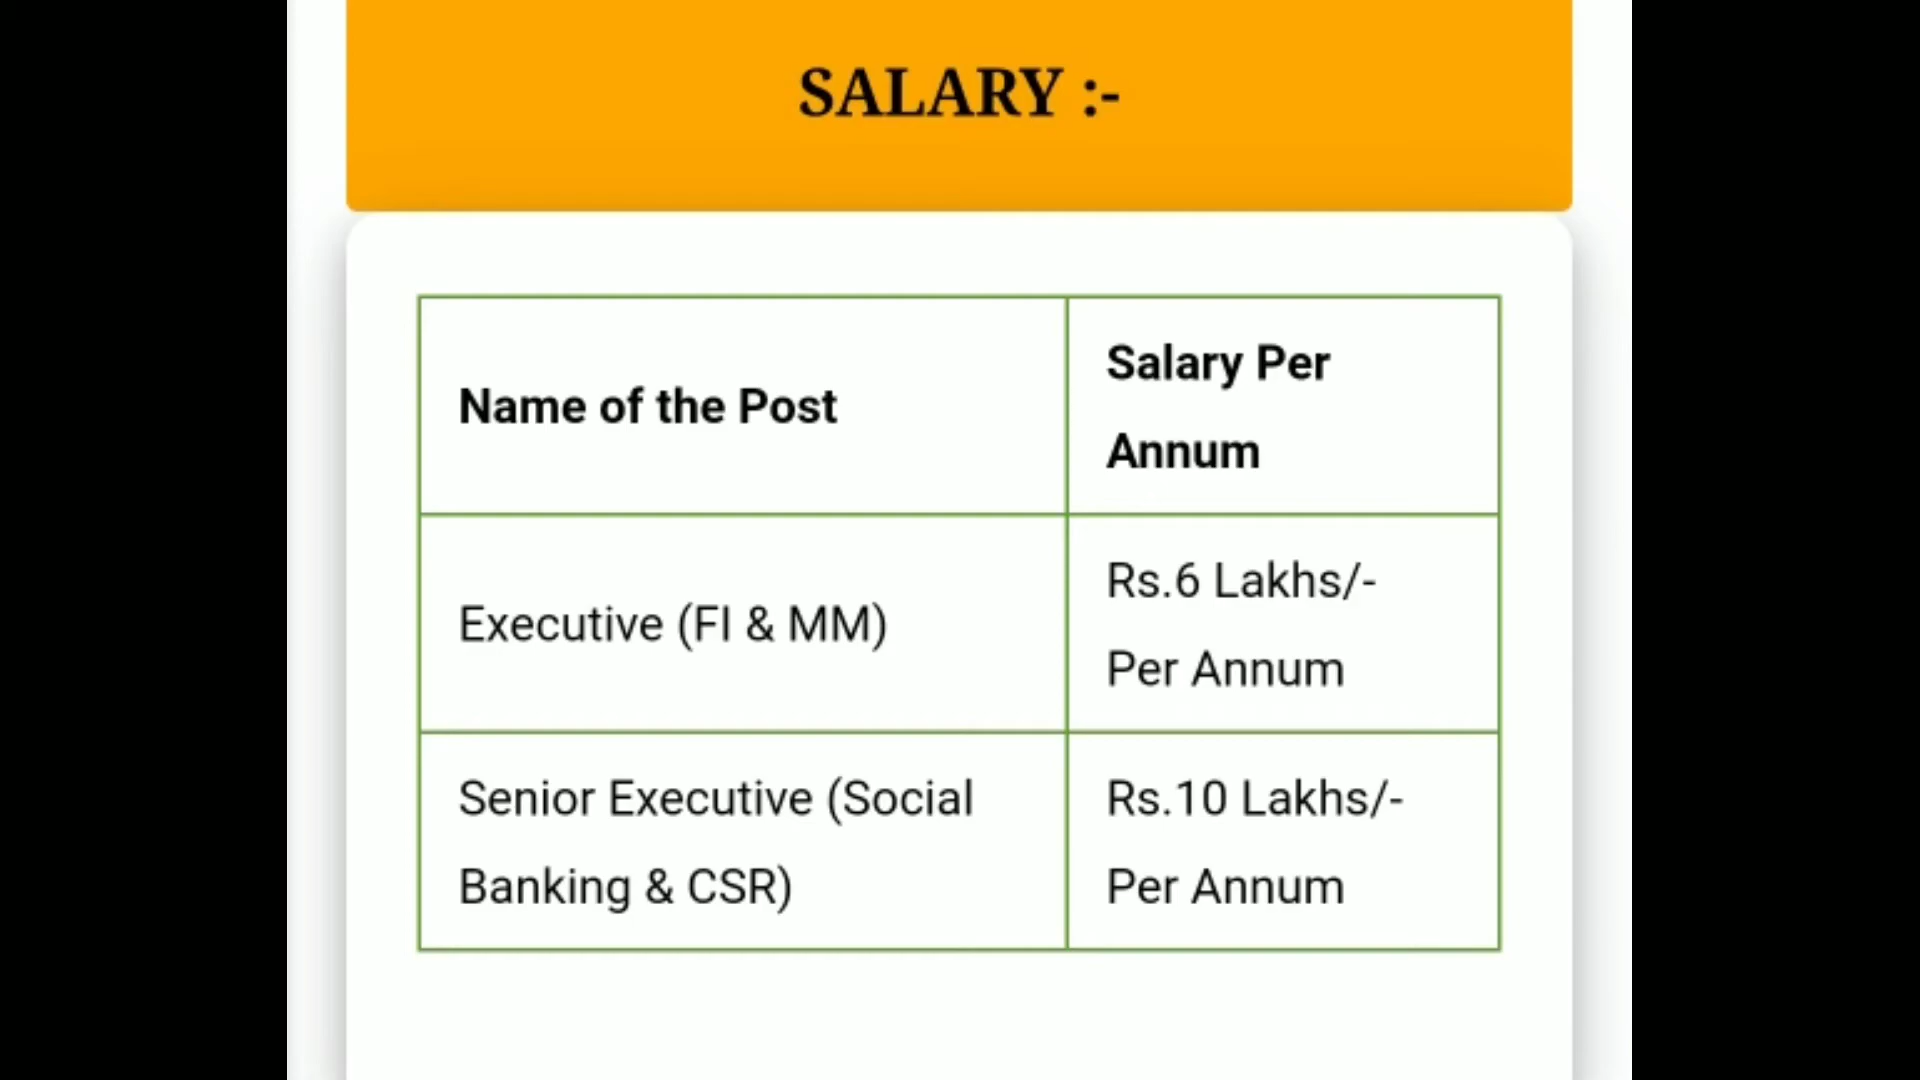 SALARY :-
Name of the Post
Salary Per
Annum
Executive (FI & MM)
Rs.6 Lakhs/-
Per Annum
Senior Executive (Social
Banking & CSR)
Rs.10 Lakhs/-
Per Annum